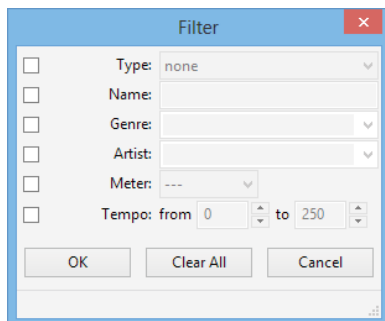 Filter
Type: none
Name:
Genre:
Artist:
Meter: ---
Tempo: from 0 to 250
OK Clear All Cancel